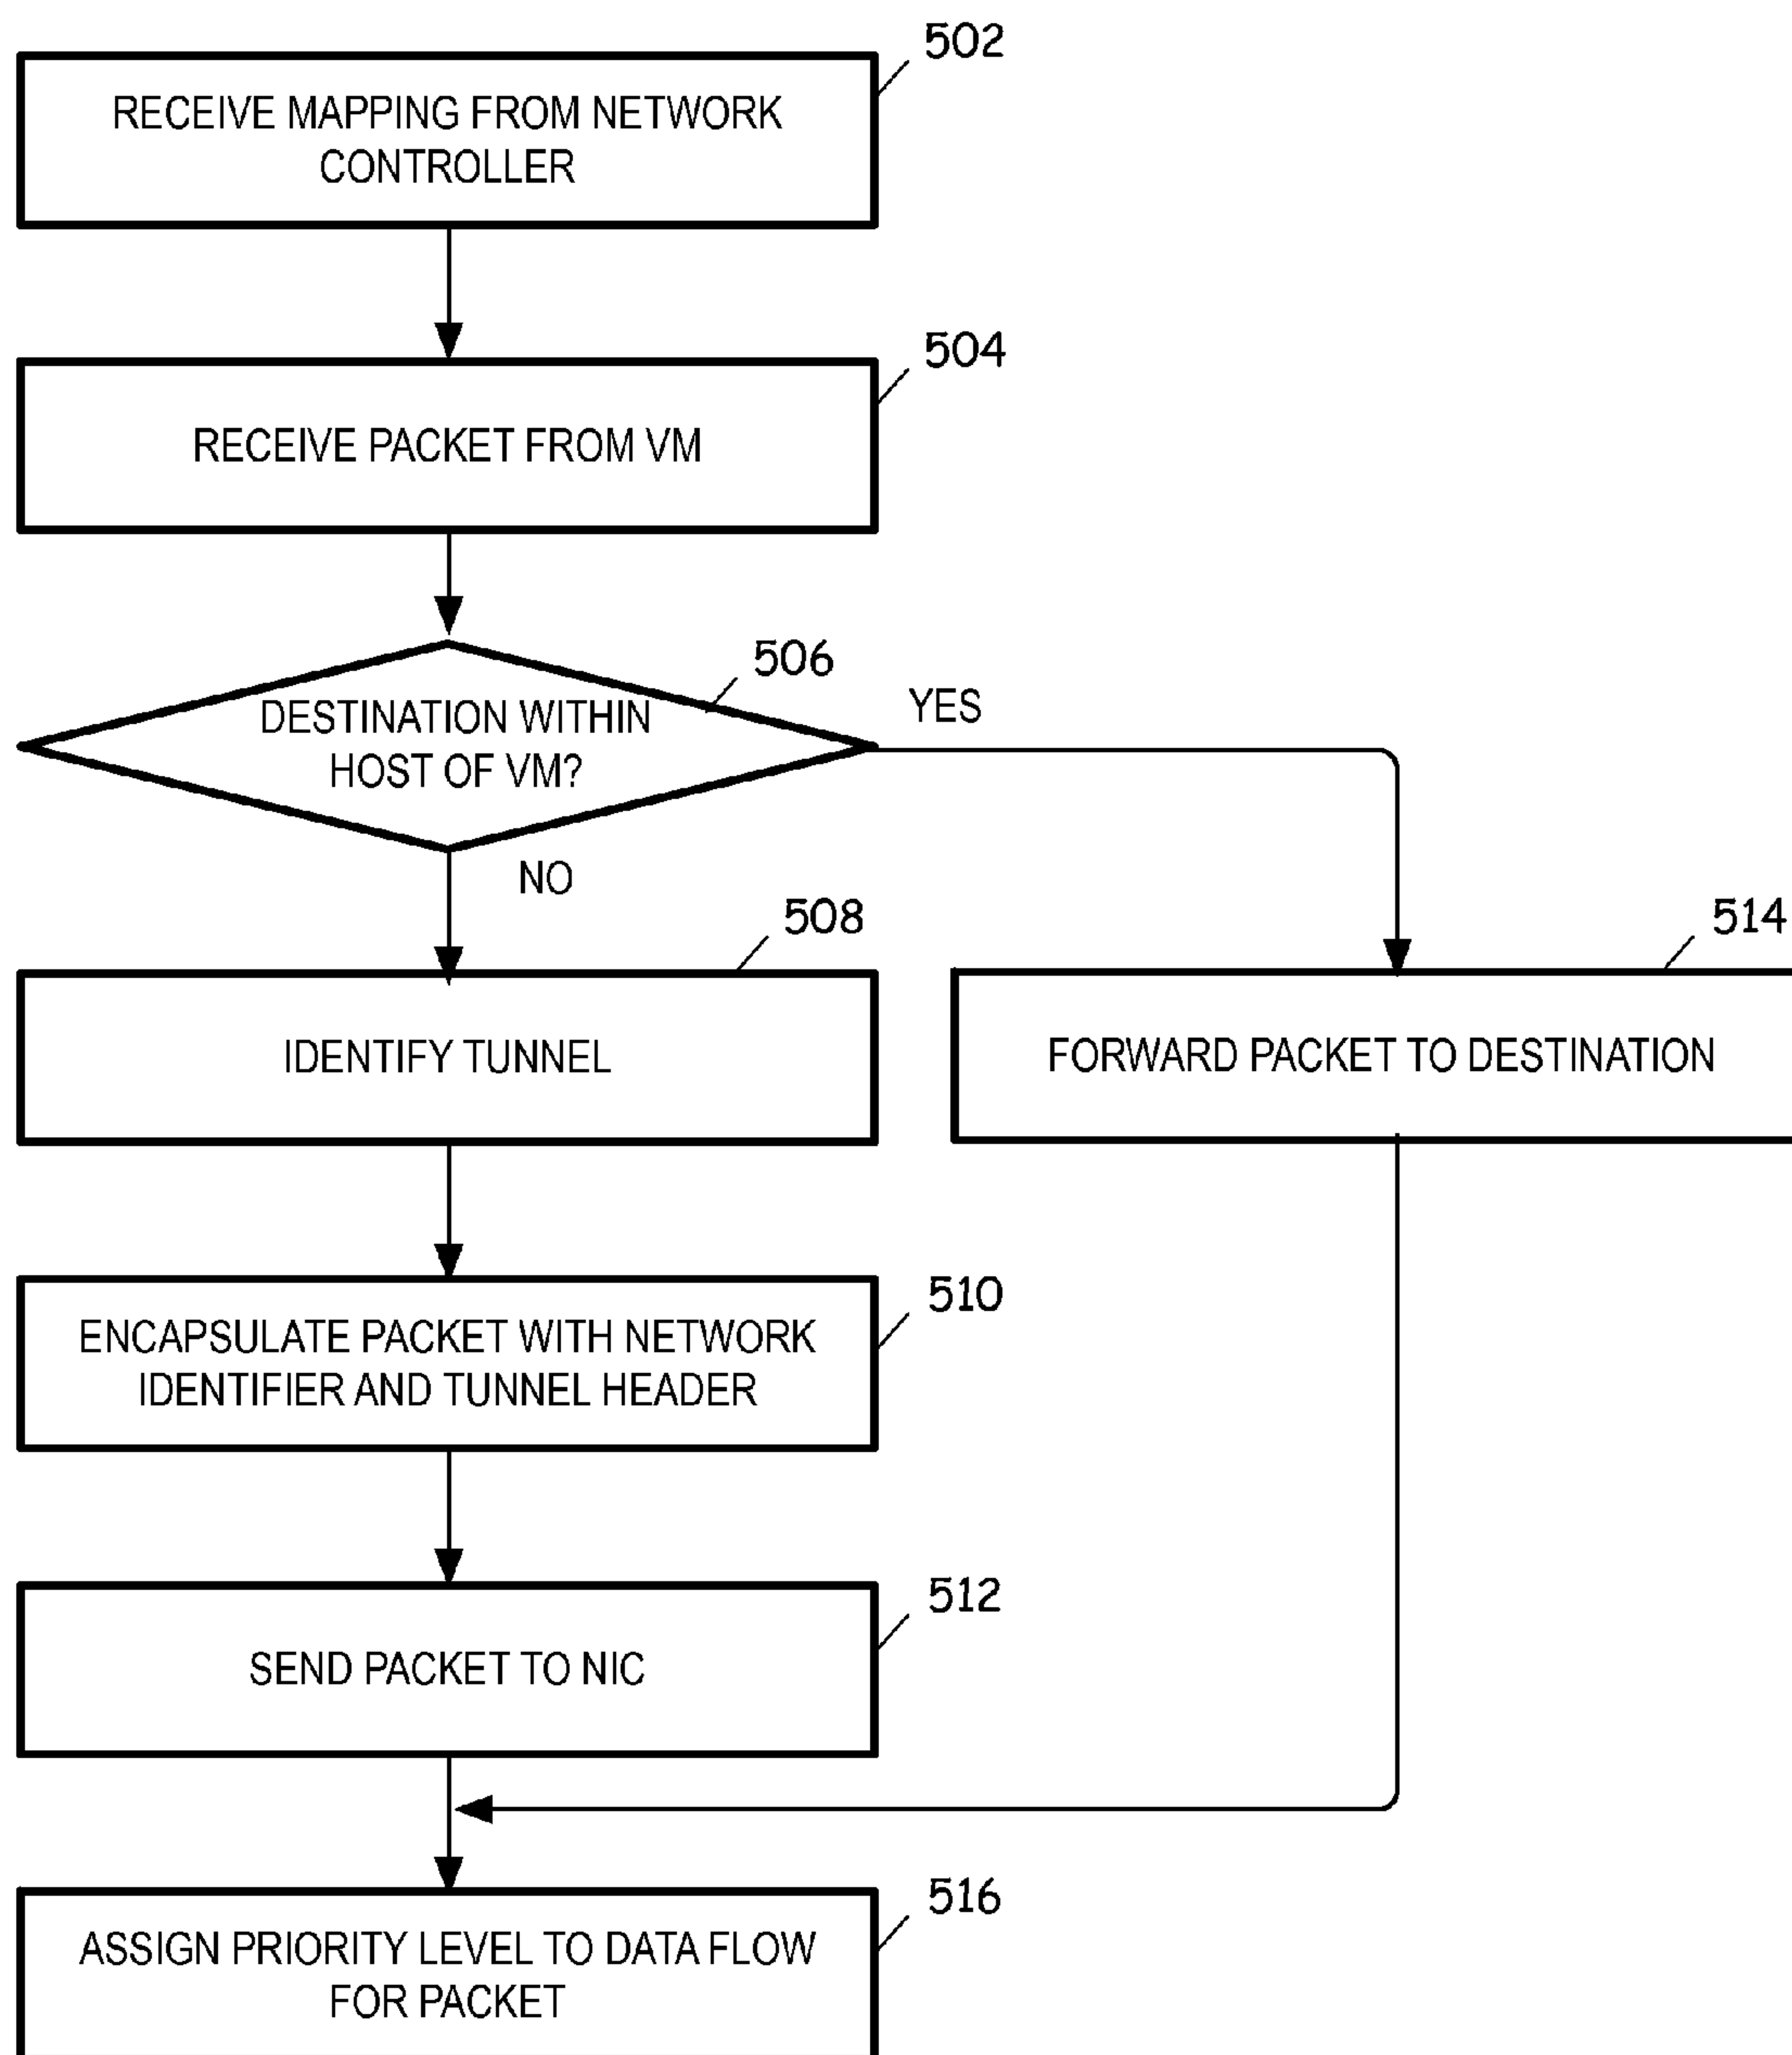 502
RECEIVE MAPPING FROM NETWORK
CONTROLLER
504
RECEIVE PACKET FROM VM
506
DESTINATION WITHIN
HOST OF VM?
YES
NO
508
IDENTIFY TUNNEL
514
FORWARD PACKET TO DESTINATION
510
ENCAPSULATE PACKET WITH NETWORK
IDENTIFIER AND TUNNEL HEADER
512
SEND PACKET TO NIC
516
ASSIGN PRIORITY LEVEL TO DATA FLOW
FOR PACKET